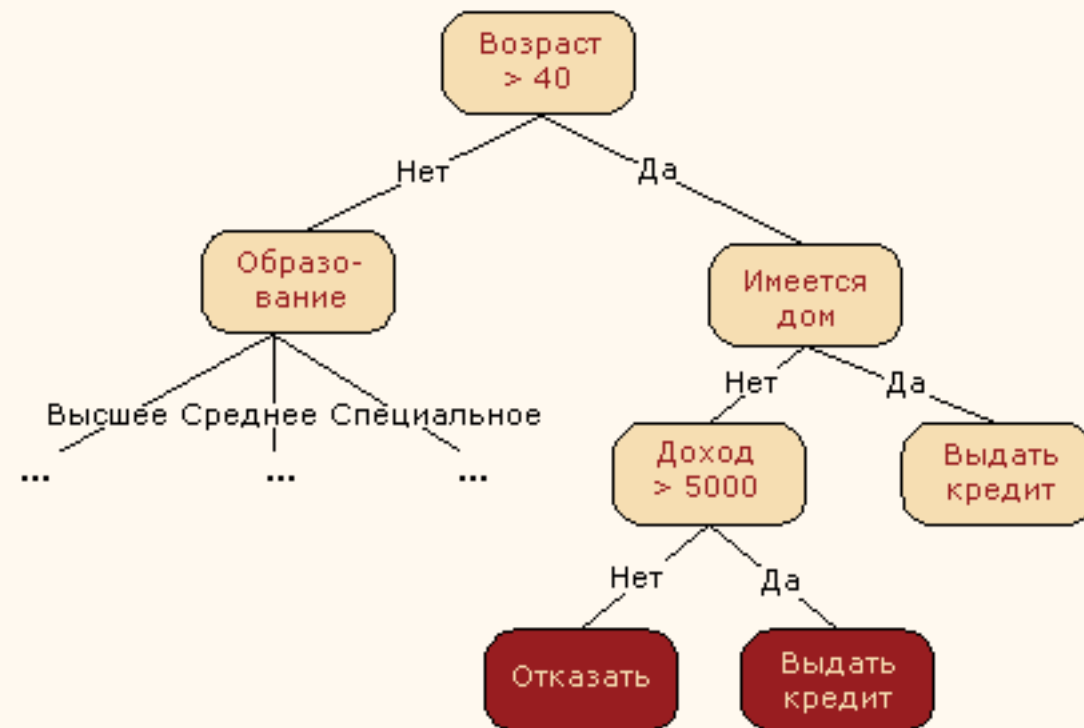 Возраст
> 40
Нет
Да
Образо-
вание
Имеется
дом
Высшее Среднее Специальное
... ... ...
Нет
Да
Доход
> 5000
Выдать
кредит
Нет
Да
Отказать
Выдать
кредит